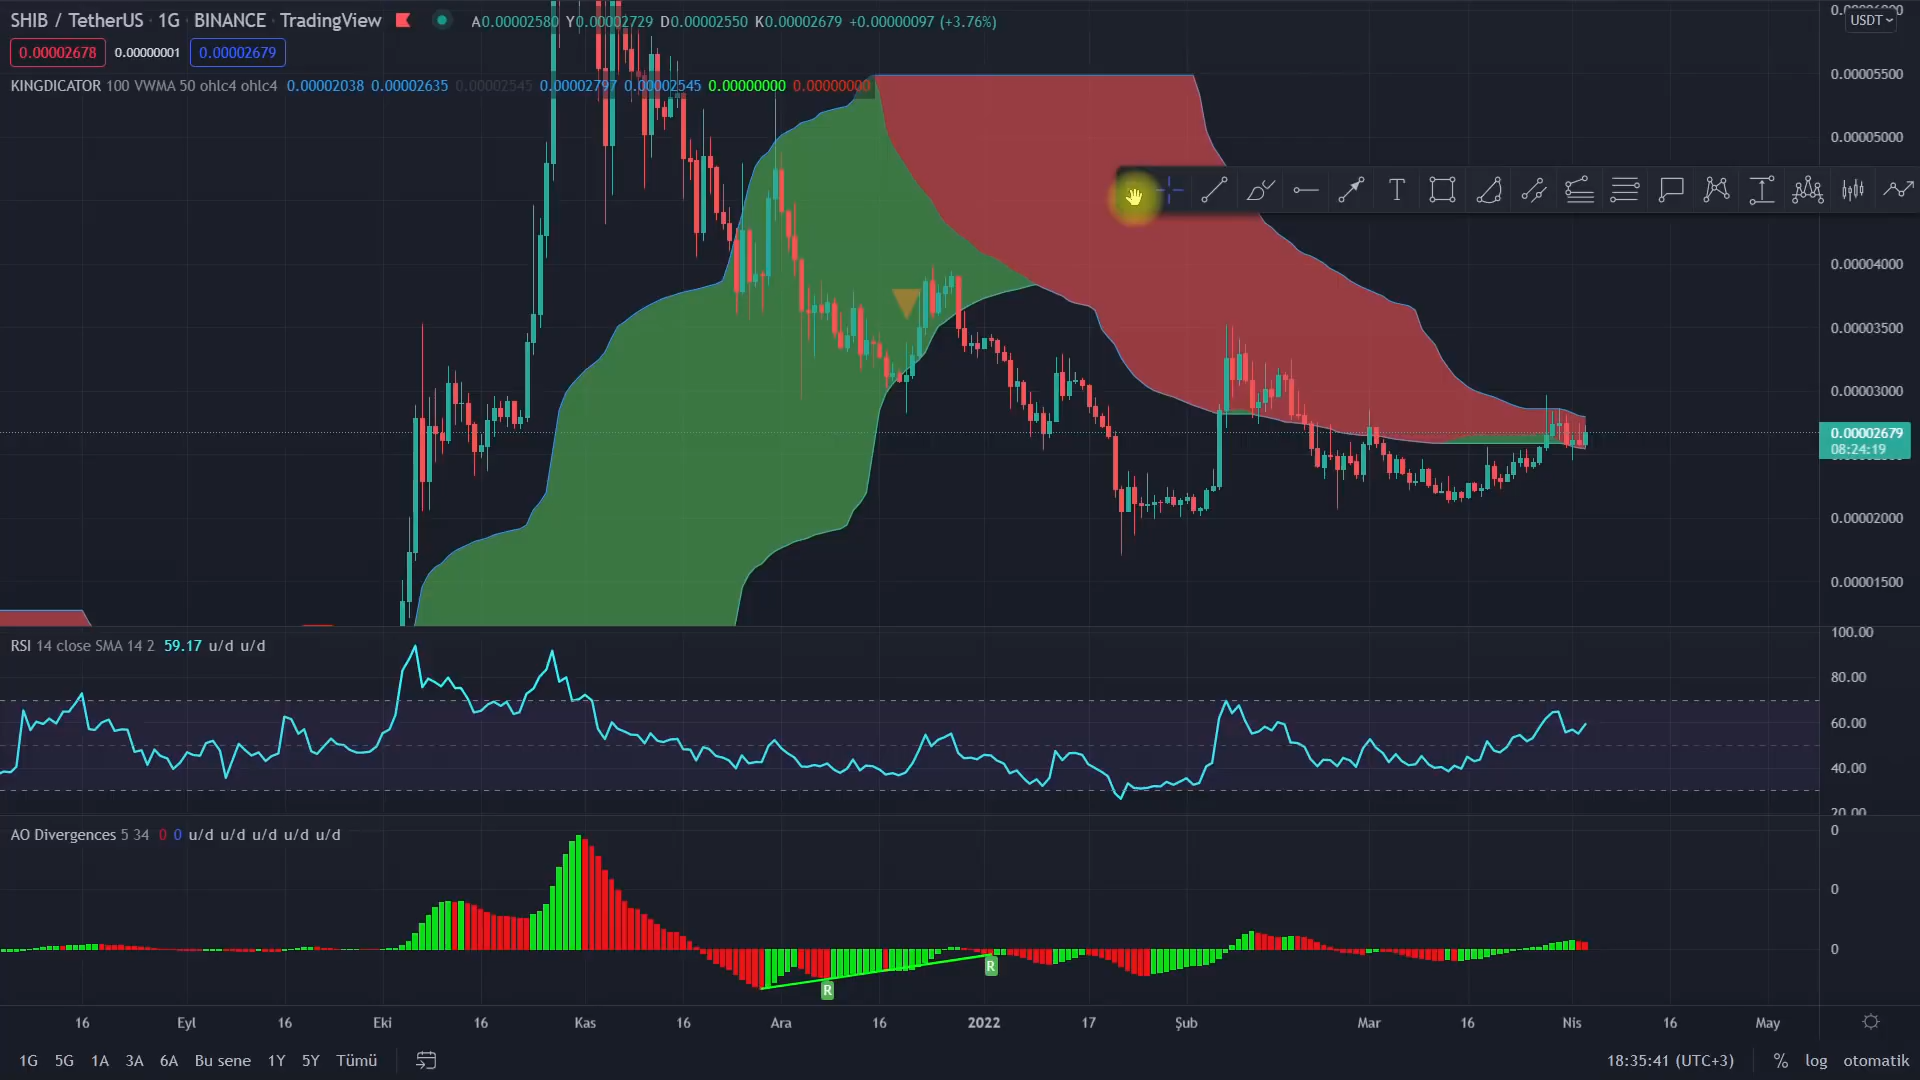 SHIB / TetherUS · 1G · BINANCE · TradingView A0.00002580 Y0.00002729 D0.00002550 K0.00002679 +0.00000097 (+3.76%)
USDT
0.00002678 0.00000001 0.00002679
KINGDICATOR 100 VWMA 50 ohlc4 ohlc4 0.00002038 0.00002635 0.00002545 0.00002797 0.00002545 0.00000000 0.00000000
0.00005500
0.00005000
T
0.00004000
0.00003500
0.00003000
0.00002679
08:24:19
0.00002000
0.00001500
RSI 14 close SMA 14 2 59.17 u/d u/d
100.00
80.00
60.00
40.00
20.00
AO Divergences 5 34 0 0 u/d u/d u/d u/d u/d
0
0
0
R
R
16 Eyl 16 Eki 16 Kas 16 Ara 16 2022 17 Şub Mar 16 Nis 16 May
1G 5G 1A 3A 6A Bu sene 1Y 5Y Tümü 18:35:41 (UTC+3) % log otomatik